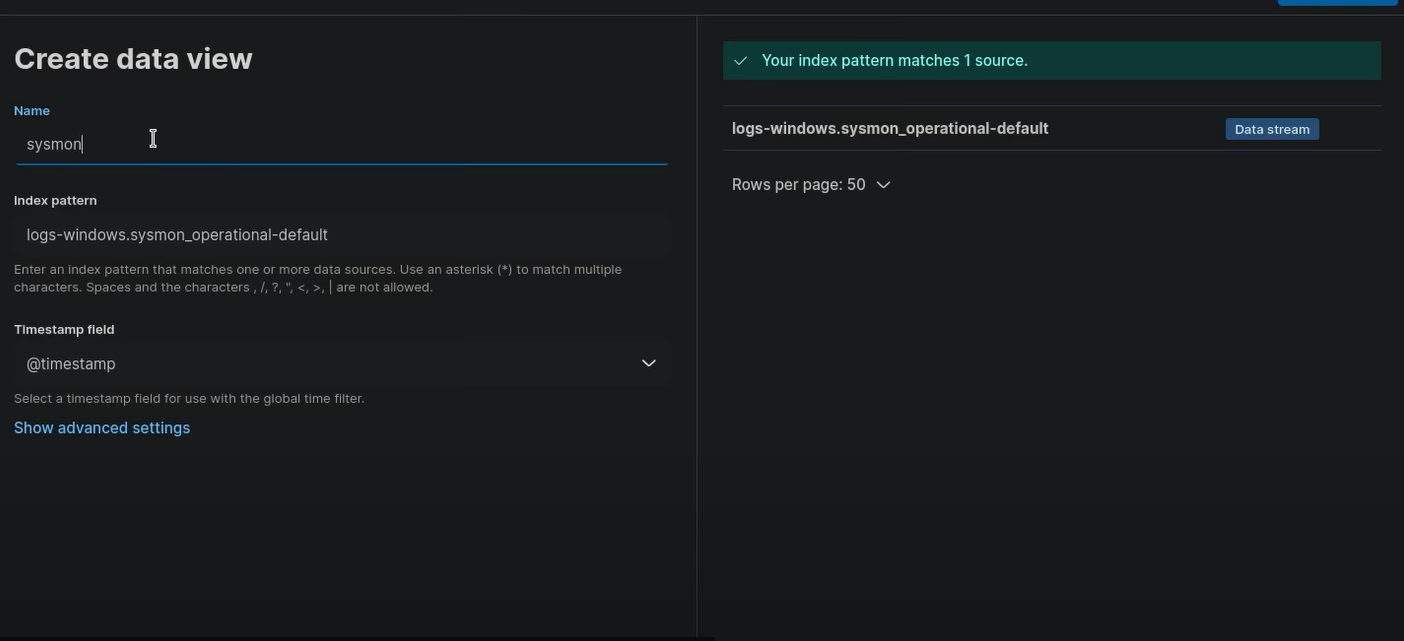 Create data view
Name
sysmon
Index pattern
logs-windows.sysmon_operational-default
Enter an index pattern that matches one or more data sources. Use an asterisk (*) to match multiple
characters. Spaces and the characters , /, ?, ", <, >, | are not allowed.
Timestamp field
@timestamp
Select a timestamp field for use with the global time filter.
Show advanced settings
Your index pattern matches 1 source.
logs-windows.sysmon_operational-default
Data stream
Rows per page: 50